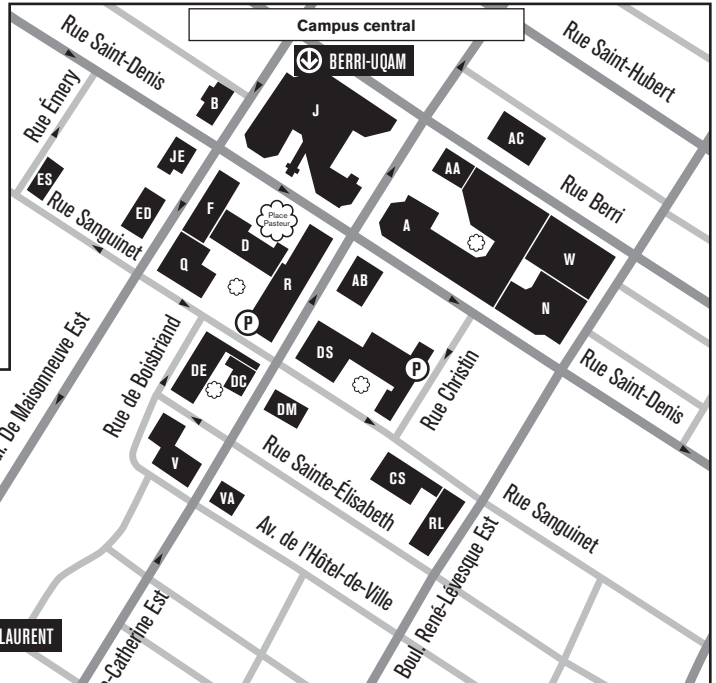 Campus central
BERRI-UQAM
Rue Saint-Denis
Rue Saint-Hubert
Rue Émery
B
J
AC
JE
AA
Rue Berri
ES
Rue Sanguinet
ED
F
Place
Pasteur
D
A
Q
R
AB
W
N
P
DS
P
Rue de Boisbriand
DE
DC
Rue Christin
Rue Saint-Denis
De Maisonneuve Est
DM
V
Rue Sainte-Élisabeth
CS
VA
RL
Rue Sanguinet
Av. de l'Hôtel-de-Ville
Boul. René-Lévesque Est
LAURENT
-Catherine Est